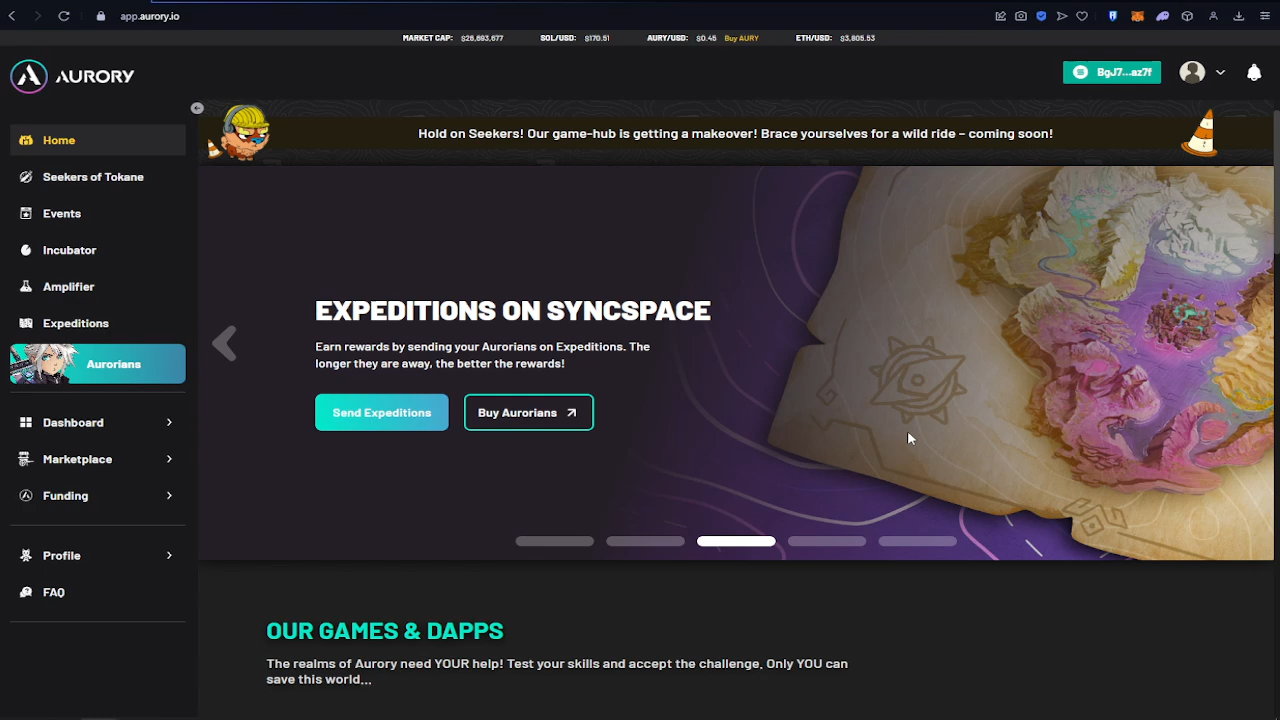 app.aurory.io
MARKET CAP: $26,693,677 SOL/USD: $170.51 AURY/USD: $0.45 Buy AURY ETH/USD: $3,805.53
AURORY
BgJ7...az7f
Hold on Seekers! Our game-hub is getting a makeover! Brace yourselves for a wild ride – coming soon!
Home
Seekers of Tokane
Events
Incubator
Amplifier
Expeditions
Aurorians
Dashboard
Marketplace
Funding
Profile
FAQ
EXPEDITIONS ON SYNCSPACE
Earn rewards by sending your Aurorians on Expeditions. The
longer they are away, the better the rewards!
Send Expeditions
Buy Aurorians
OUR GAMES & DAPPS
The realms of Aurory need YOUR help! Test your skills and accept the challenge. Only YOU can
save this world...